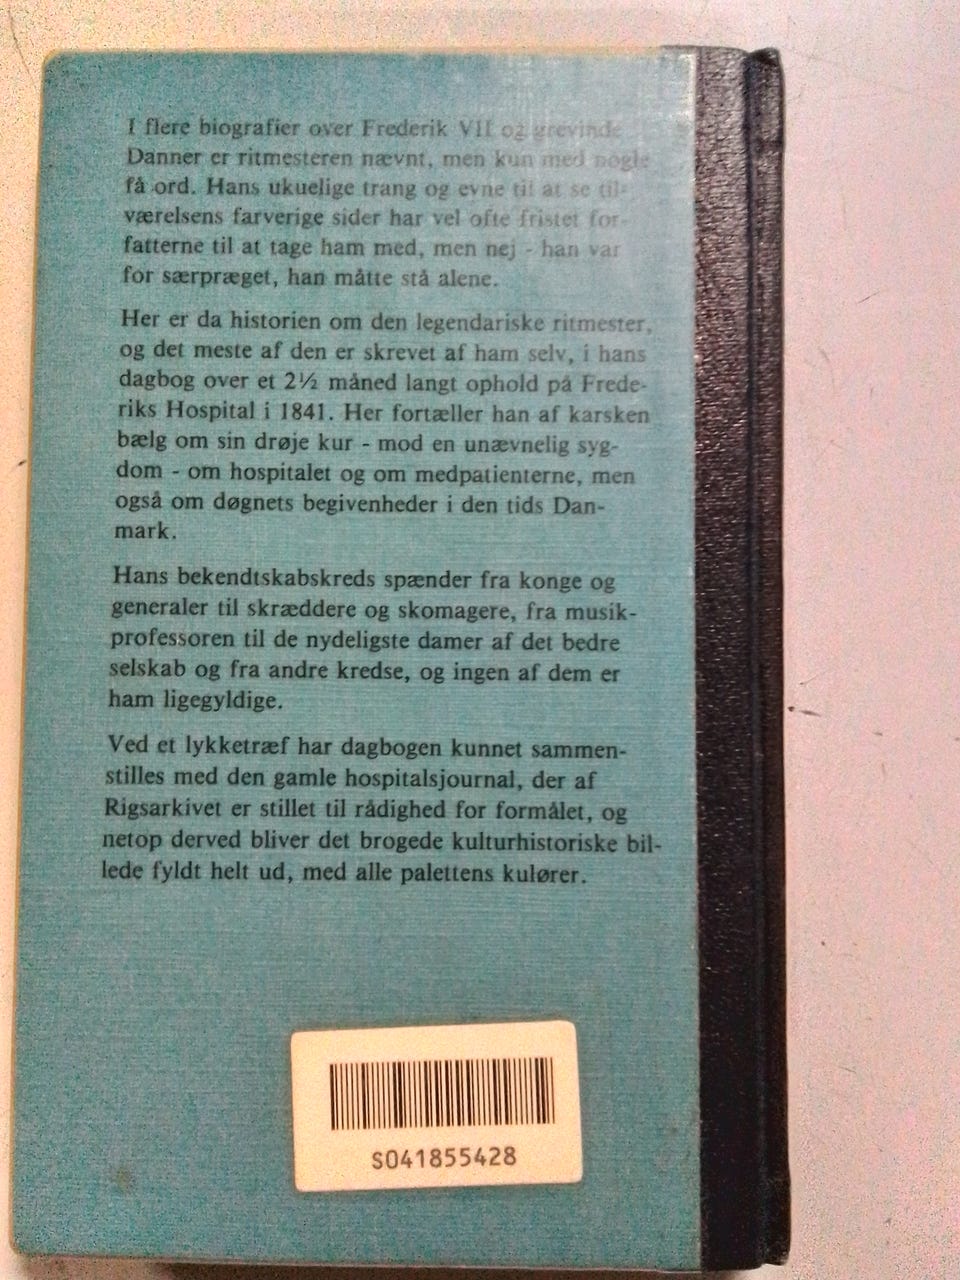 I flere biografier over Frederik VII og grevinde
Danner er ritmesteren nævnt, men kun med nogle
få ord. Hans ukuelige trang og evne til at se til-
værelsens farverige sider har vel ofte fristet for-
fatterne til at tage ham med, men nej - han var
for særpræget, han måtte stå alene.
Her er da historien om den legendariske ritmester,
og det meste af den er skrevet af ham selv, i hans
dagbog over et 2½ måned langt ophold på Frede-
riks Hospital i 1841. Her fortæller han af karsken
bælg om sin drøje kur - mod en unævnelig syg-
dom - om hospitalet og om medpatienterne, men
også om døgnets begivenheder i den tids Dan-
mark.
Hans bekendtskabskreds spænder fra konge og
generaler til skræddere og skomagere, fra musik-
professoren til de nydeligste damer af det bedre
selskab og fra andre kredse, og ingen af dem er
ham ligegyldige.
Ved et lykketræf har dagbogen kunnet sammen-
stilles med den gamle hospitalsjournal, der af
Rigsarkivet er stillet til rådighed for formålet, og
netop derved bliver det brogede kulturhistoriske bil-
lede fyldt helt ud, med alle palettens kulører.
S041855428